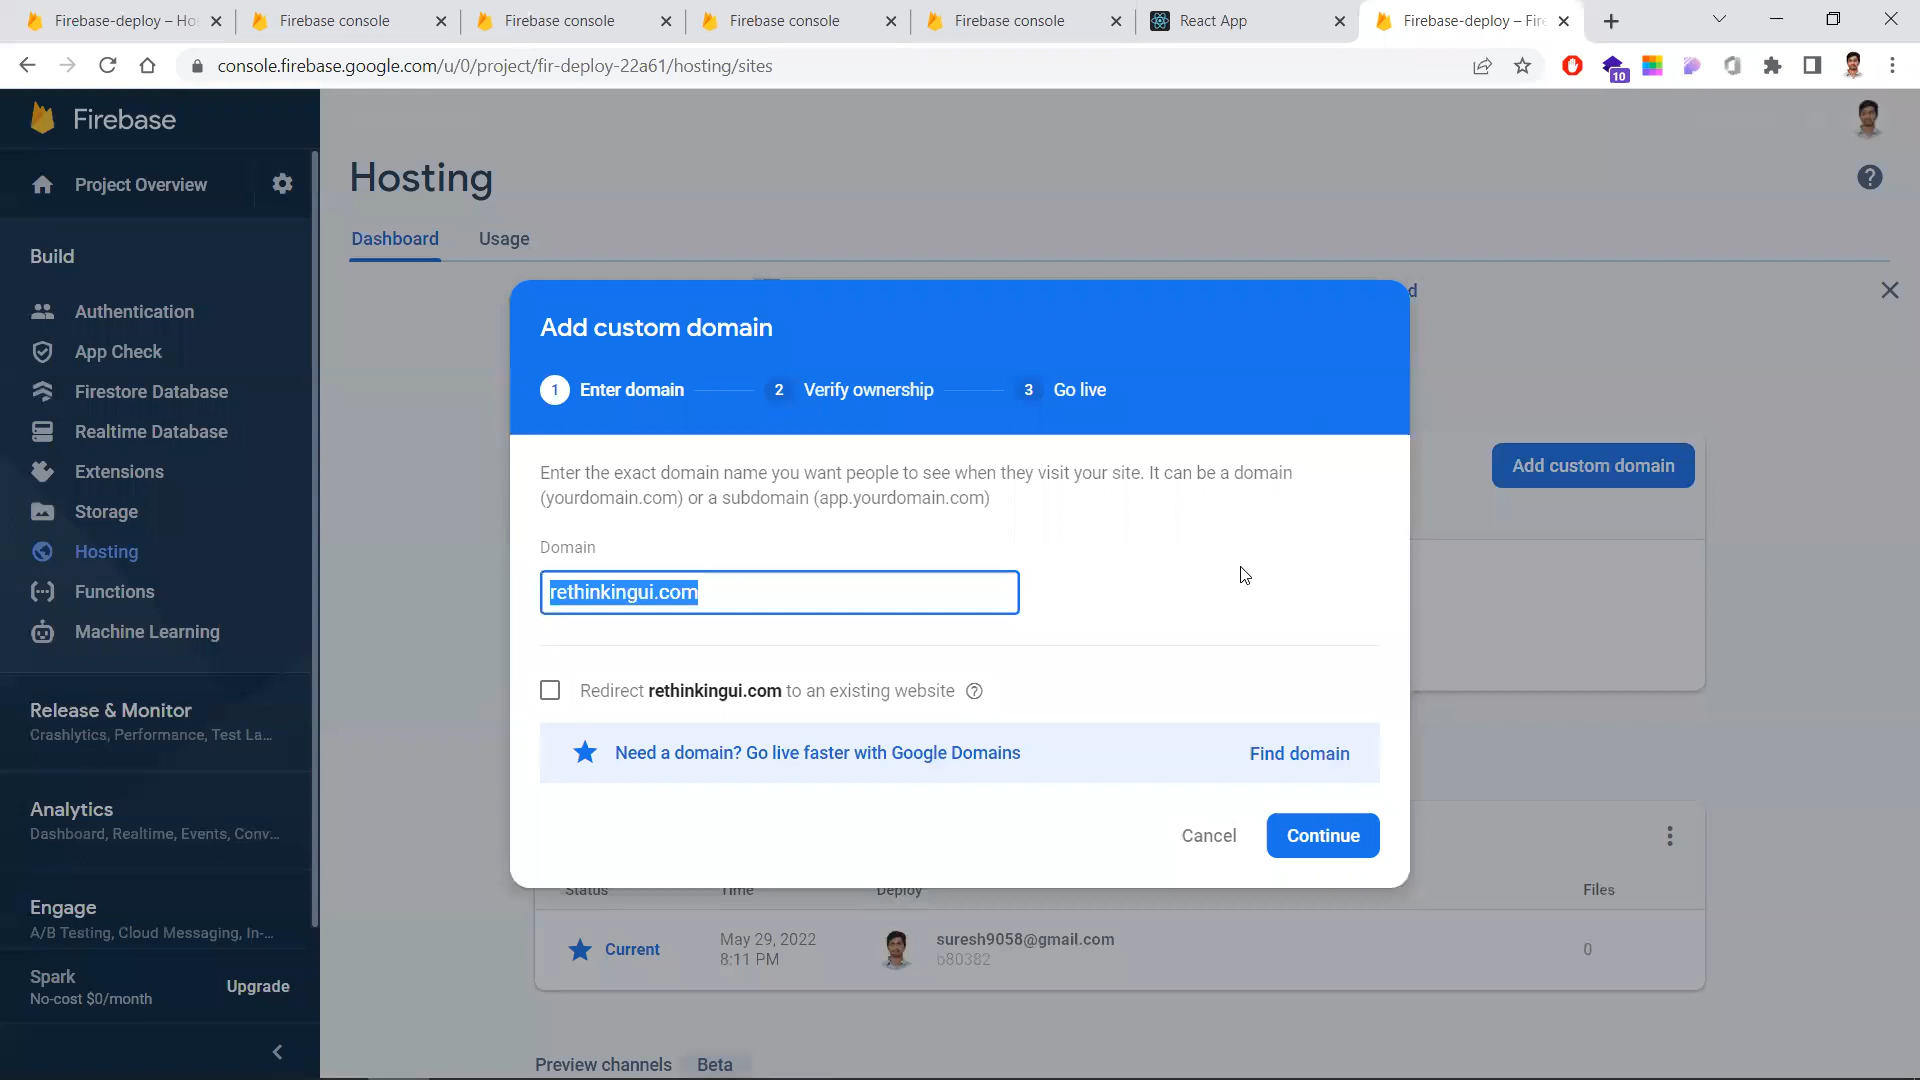 Firebase-deploy – Ho
Firebase console
Firebase console
Firebase console
Firebase console
React App
Firebase-deploy – Fire
console.firebase.google.com/u/0/project/fir-deploy-22a61/hosting/sites
10
Firebase
Project Overview
Build
Authentication
App Check
Firestore Database
Realtime Database
Extensions
Storage
Hosting
Functions
Machine Learning
Release & Monitor
Crashlytics, Performance, Test La...
Analytics
Dashboard, Realtime, Events, Conv...
Engage
A/B Testing, Cloud Messaging, In-...
Spark
No-cost $0/month
Upgrade
Hosting
Dashboard
Usage
d
Add custom domain
1 Enter domain
2 Verify ownership
3 Go live
Enter the exact domain name you want people to see when they visit your site. It can be a domain
(yourdomain.com) or a subdomain (app.yourdomain.com)
Domain
rethinkingui.com
Redirect rethinkingui.com to an existing website
Need a domain? Go live faster with Google Domains
Find domain
Cancel
Continue
Add custom domain
Status
Time
Deploy
Files
Current
May 29, 2022
8:11 PM
suresh9058@gmail.com
b80382
0
Preview channels
Beta